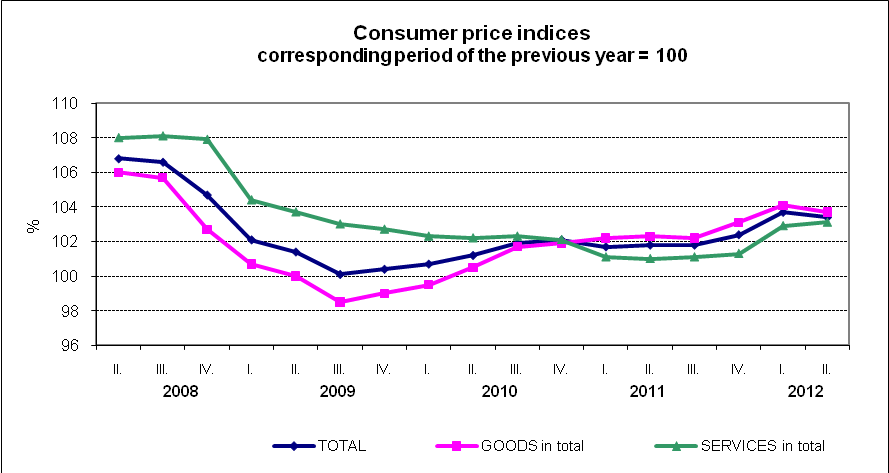 Consumer price indices
corresponding period of the previous year = 100
110
108
106
104
102
100
98
96
%
II. III. IV. I. II. III. IV. I. II. III. IV. I. II. III. IV. I. II.
2008 2009 2010 2011 2012
TOTAL GOODS in total SERVICES in total